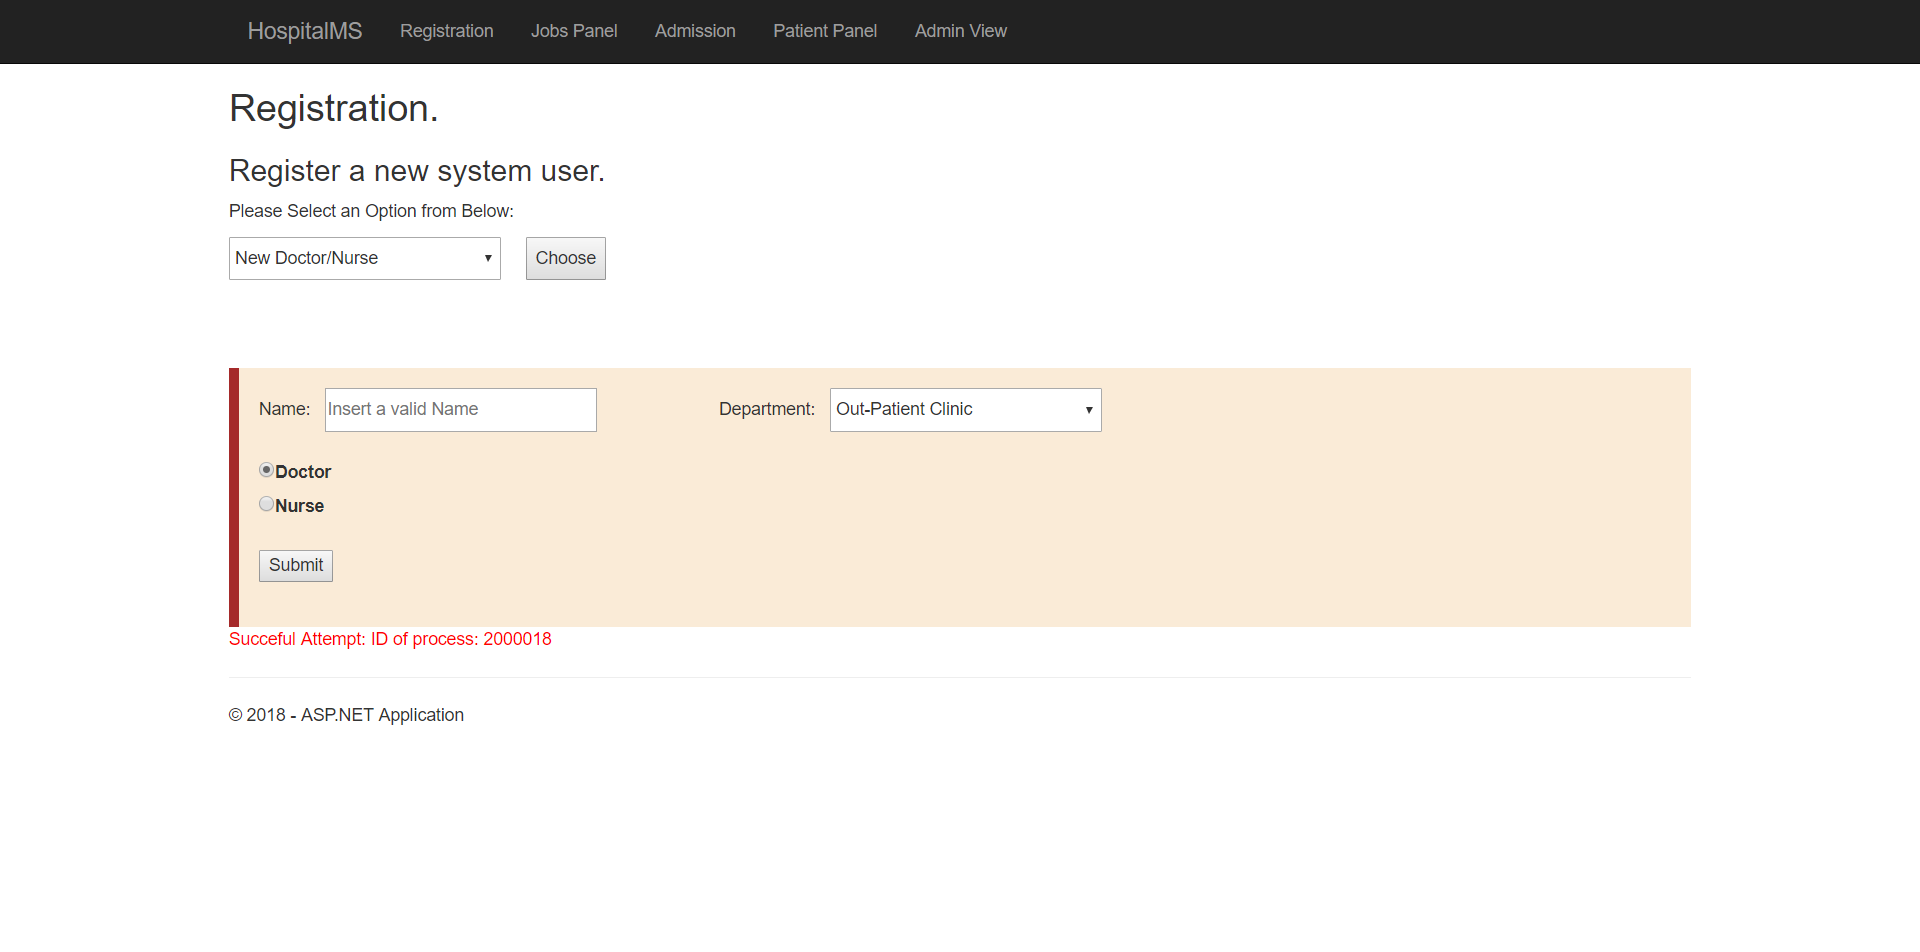 HospitalMS Registration Jobs Panel Admission Patient Panel Admin View
Registration.
Register a new system user.
Please Select an Option from Below:
New Doctor/Nurse Choose
Name: Insert a valid Name Department: Out-Patient Clinic
Doctor
Nurse
Submit
Succeful Attempt: ID of process: 2000018
© 2018 - ASP.NET Application